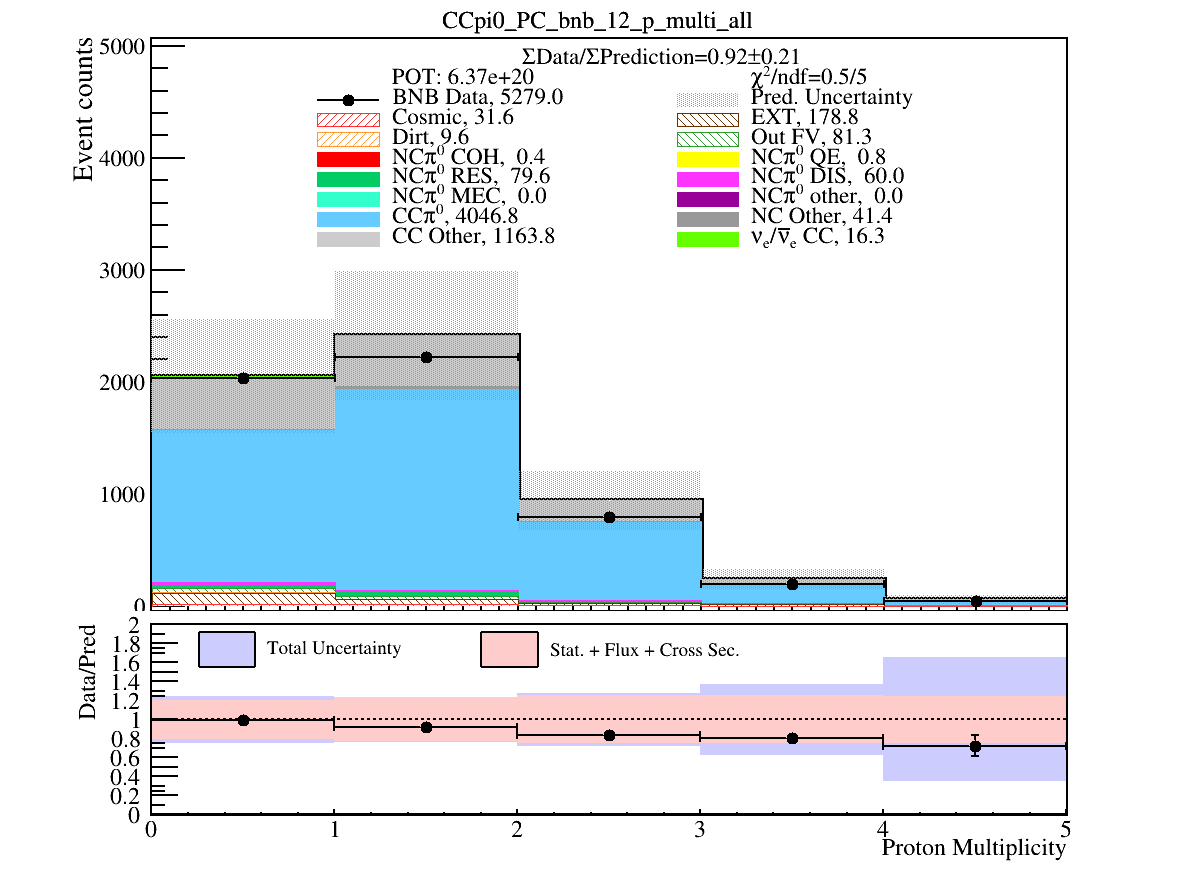 CCpi0_PC_bnb_12_p_multi_all
ΣData/ΣPrediction=0.92±0.21
POT: 6.37e+20
χ²/ndf=0.5/5
BNB Data, 5279.0
Pred. Uncertainty
Cosmic, 31.6
EXT, 178.8
Dirt, 9.6
Out FV, 81.3
NCπ⁰ COH, 0.4
NCπ⁰ QE, 0.8
NCπ⁰ RES, 79.6
NCπ⁰ DIS, 60.0
NCπ⁰ MEC, 0.0
NCπ⁰ other, 0.0
CCπ⁰, 4046.8
NC Other, 41.4
CC Other, 1163.8
νₑ/ν̅ₑ CC, 16.3
Event counts
5000
4000
3000
2000
1000
0
Total Uncertainty
Stat. + Flux + Cross Sec.
Data/Pred
2
1.8
1.6
1.4
1.2
1
0.8
0.6
0.4
0.2
0
0 1 2 3 4 5
Proton Multiplicity